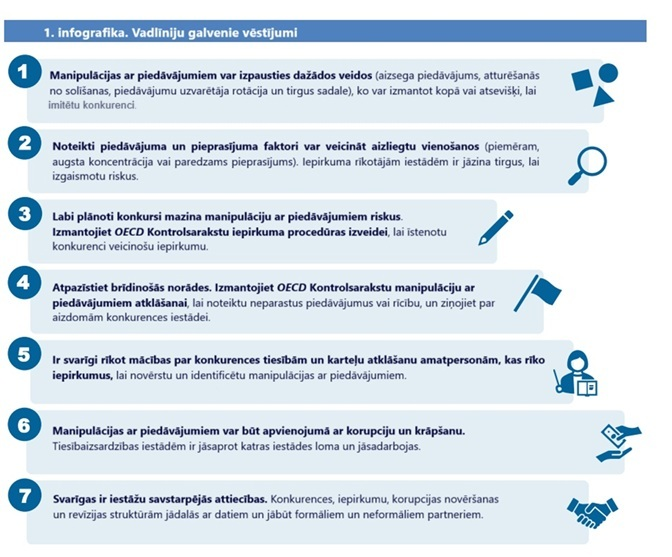 1. infografika. Vadlīniju galvenie vēstījumi
1
Manipulācijas ar piedāvājumiem var izpausties dažādos veidos (aizsega piedāvājums, atturēšanās
no solīšanas, piedāvājumu uzvarētāja rotācija un tirgus sadale), ko var izmantot kopā vai atsevišķi, lai
imitētu konkurenci.
2
Noteikti piedāvājuma un pieprasījuma faktori var veicināt aizliegtu vienošanos (piemēram,
augsta koncentrācija vai paredzams pieprasījums). Iepirkuma rīkotājām iestādēm ir jāzina tirgus, lai
izgaismotu riskus.
3
Labi plānoti konkursi mazina manipulāciju ar piedāvājumiem riskus.
Izmantojiet OECD Kontrolsarakstu iepirkuma procedūras izveidei, lai īstenotu
konkurenci veicinošu iepirkumu.
4
Atpazīstiet brīdinošās norādes. Izmantojiet OECD Kontrolsarakstu manipulāciju ar
piedāvājumiem atklāšanai, lai noteiktu neparastus piedāvājumus vai rīcību, un ziņojiet par
aizdomām konkurences iestādei.
5
Ir svarīgi rīkot mācības par konkurences tiesībām un karteļu atklāšanu amatpersonām, kas rīko
iepirkumus, lai novērstu un identificētu manipulācijas ar piedāvājumiem.
6
Manipulācijas ar piedāvājumiem var būt apvienojumā ar korupciju un krāpšanu.
Tiesībaizsardzības iestādēm ir jāsaprot katras iestādes loma un jāsadarbojas.
7
Svarīgas ir iestāžu savstarpējās attiecības. Konkurences, iepirkumu, korupcijas novēršanas
un revīzijas struktūrām jādalās ar datiem un jābūt formāliem un neformāliem partneriem.